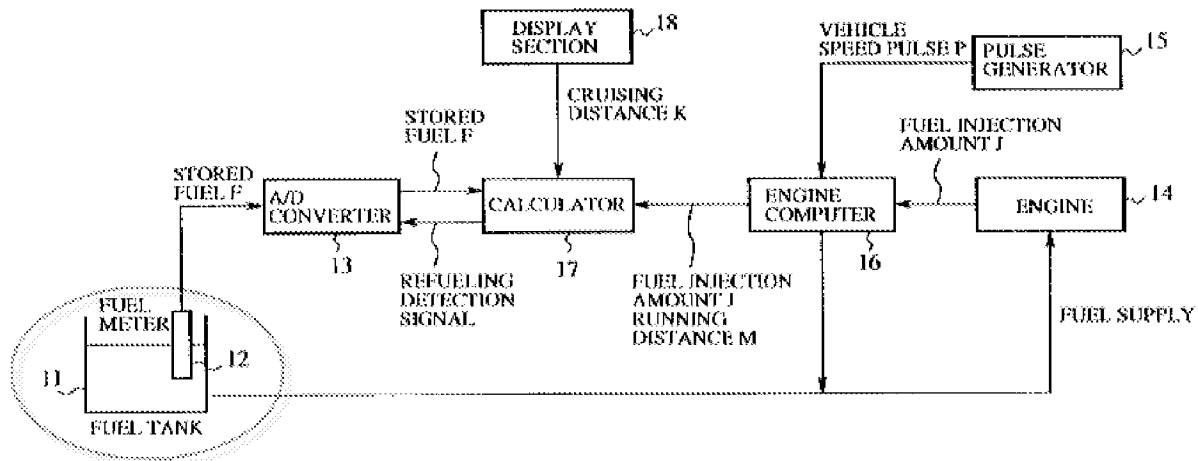 DISPLAY
SECTION
18
VEHICLE
SPEED PULSE P
PULSE
GENERATOR
15
CRUISING
DISTANCE K
STORED
FUEL F
FUEL INJECTION
AMOUNT J
STORED
FUEL F
A/D
CONVERTER
13
CALCULATOR
17
ENGINE
COMPUTER
16
ENGINE
14
REFUELING
DETECTION
SIGNAL
FUEL INJECTION
AMOUNT J
RUNNING
DISTANCE M
FUEL SUPPLY
FUEL
METER
12
11
FUEL TANK